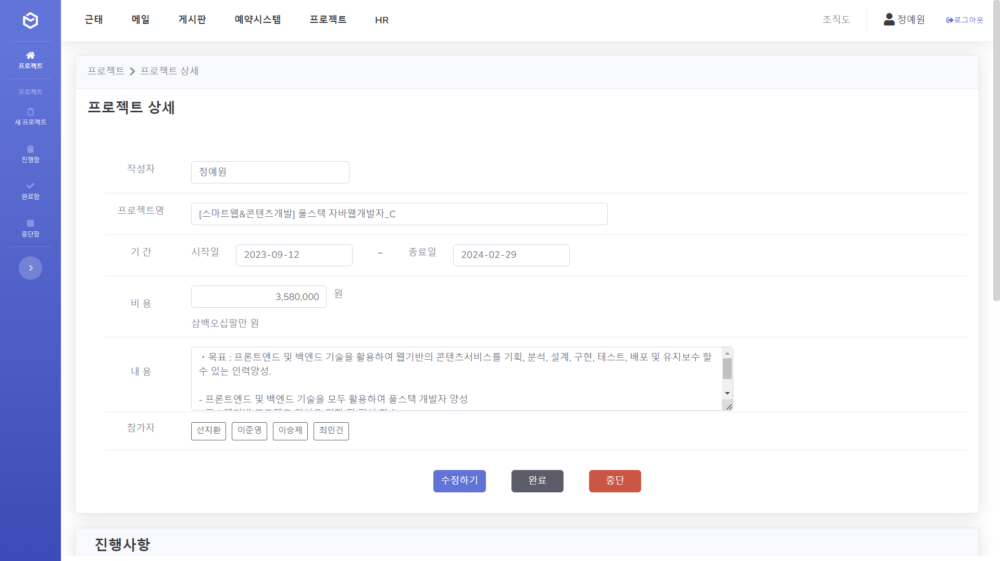 근태 메일 게시판 예약시스템 프로젝트 HR 조직도 정예원 로그아웃
프로젝트
프로젝트
새 프로젝트
진행함
완료함
중단함
프로젝트 프로젝트 상세
프로젝트 상세
작성자 정예원
프로젝트명 [스마트웹&콘텐츠개발] 풀스택 자바웹개발자_C
기 간 시작일 2023-09-12 ~ 종료일 2024-02-29
비 용 3,580,000 원
삼백오십팔만 원
내 용
・목표 : 프론트엔드 및 백엔드 기술을 활용하여 웹기반의 콘텐츠서비스를 기획, 분석, 설계, 구현, 테스트, 배포 및 유지보수 할
수 있는 인력양성.
- 프론트엔드 및 백엔드 기술을 모두 활용하여 풀스택 개발자 양성
참가자 선지환 이준영 이승제 최민건
수정하기 완료 중단
진행사항